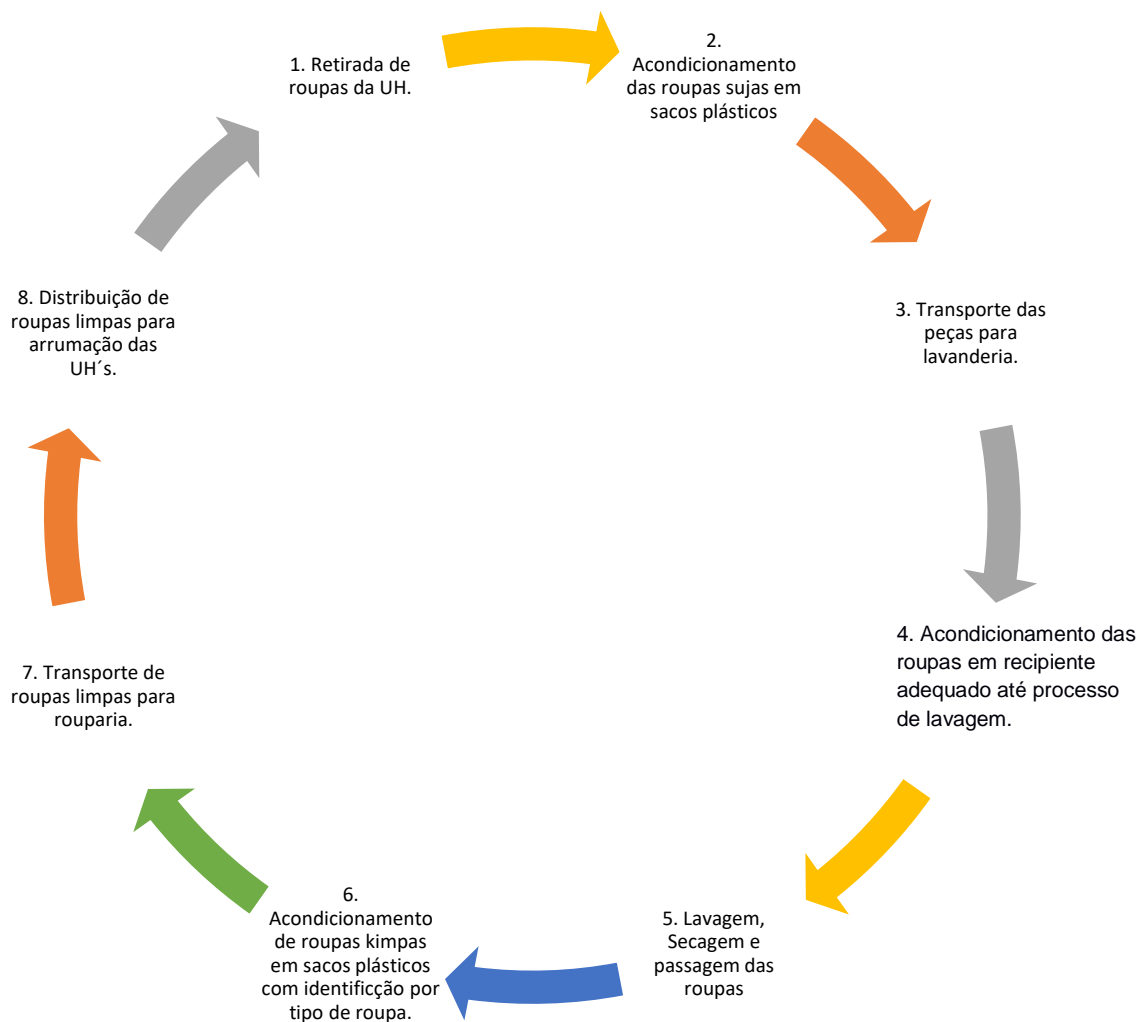 1. Retirada de
roupas da UH.
2.
Acondicionamento
das roupas sujas em
sacos plásticos
3. Transporte das
peças para
lavanderia.
4. Acondicionamento das
roupas em recipiente
adequado até processo
de lavagem.
5. Lavagem,
Secagem e
passagem das
roupas
6.
Acondicionamento
de roupas kimpas
em sacos plásticos
com identificção por
tipo de roupa.
7. Transporte de
roupas limpas para
rouparia.
8. Distribuição de
roupas limpas para
arrumação das
UH´s.